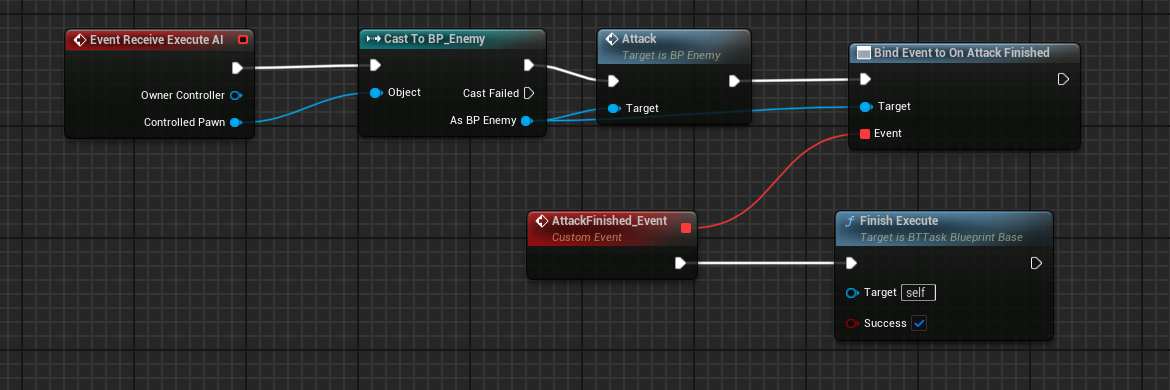 Event Receive Execute AI
Owner Controller
Controlled Pawn
Cast To BP_Enemy
Object
Cast Failed
As BP Enemy
Attack
Target is BP Enemy
Target
Bind Event to On Attack Finished
Target
Event
AttackFinished_Event
Custom Event
Finish Execute
Target is BTTask Blueprint Base
Target self
Success